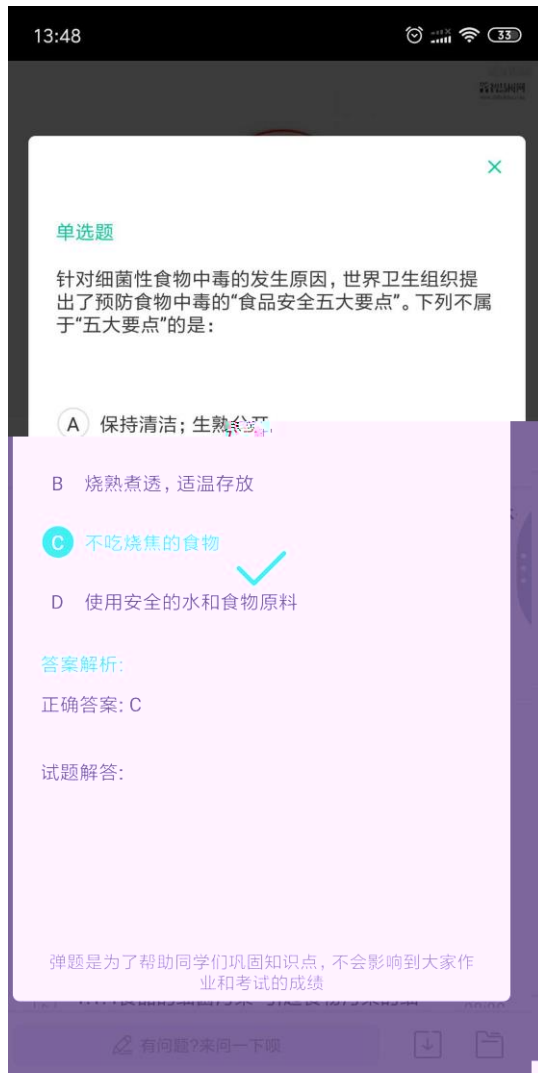 13:48
33
单选题
针对细菌性食物中毒的发生原因，世界卫生组织提
出了预防食物中毒的“食品安全五大要点”。下列不属
于“五大要点”的是：
A 保持清洁；生熟分开
B 烧熟煮透，适温存放
C 不吃烧焦的食物
D 使用安全的水和食物原料
答案解析:
正确答案: C
试题解答:
弹题是为了帮助同学们巩固知识点，不会影响到大家作
业和考试的成绩
有问题?来问一下呗